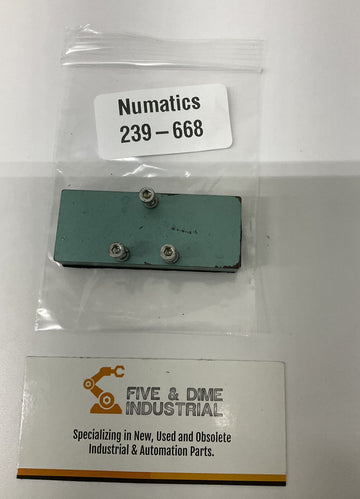 Numatics
239-668
FIVE & DIME
INDUSTRIAL
Specializing in New, Used and Obsolete
Industrial & Automation Parts.